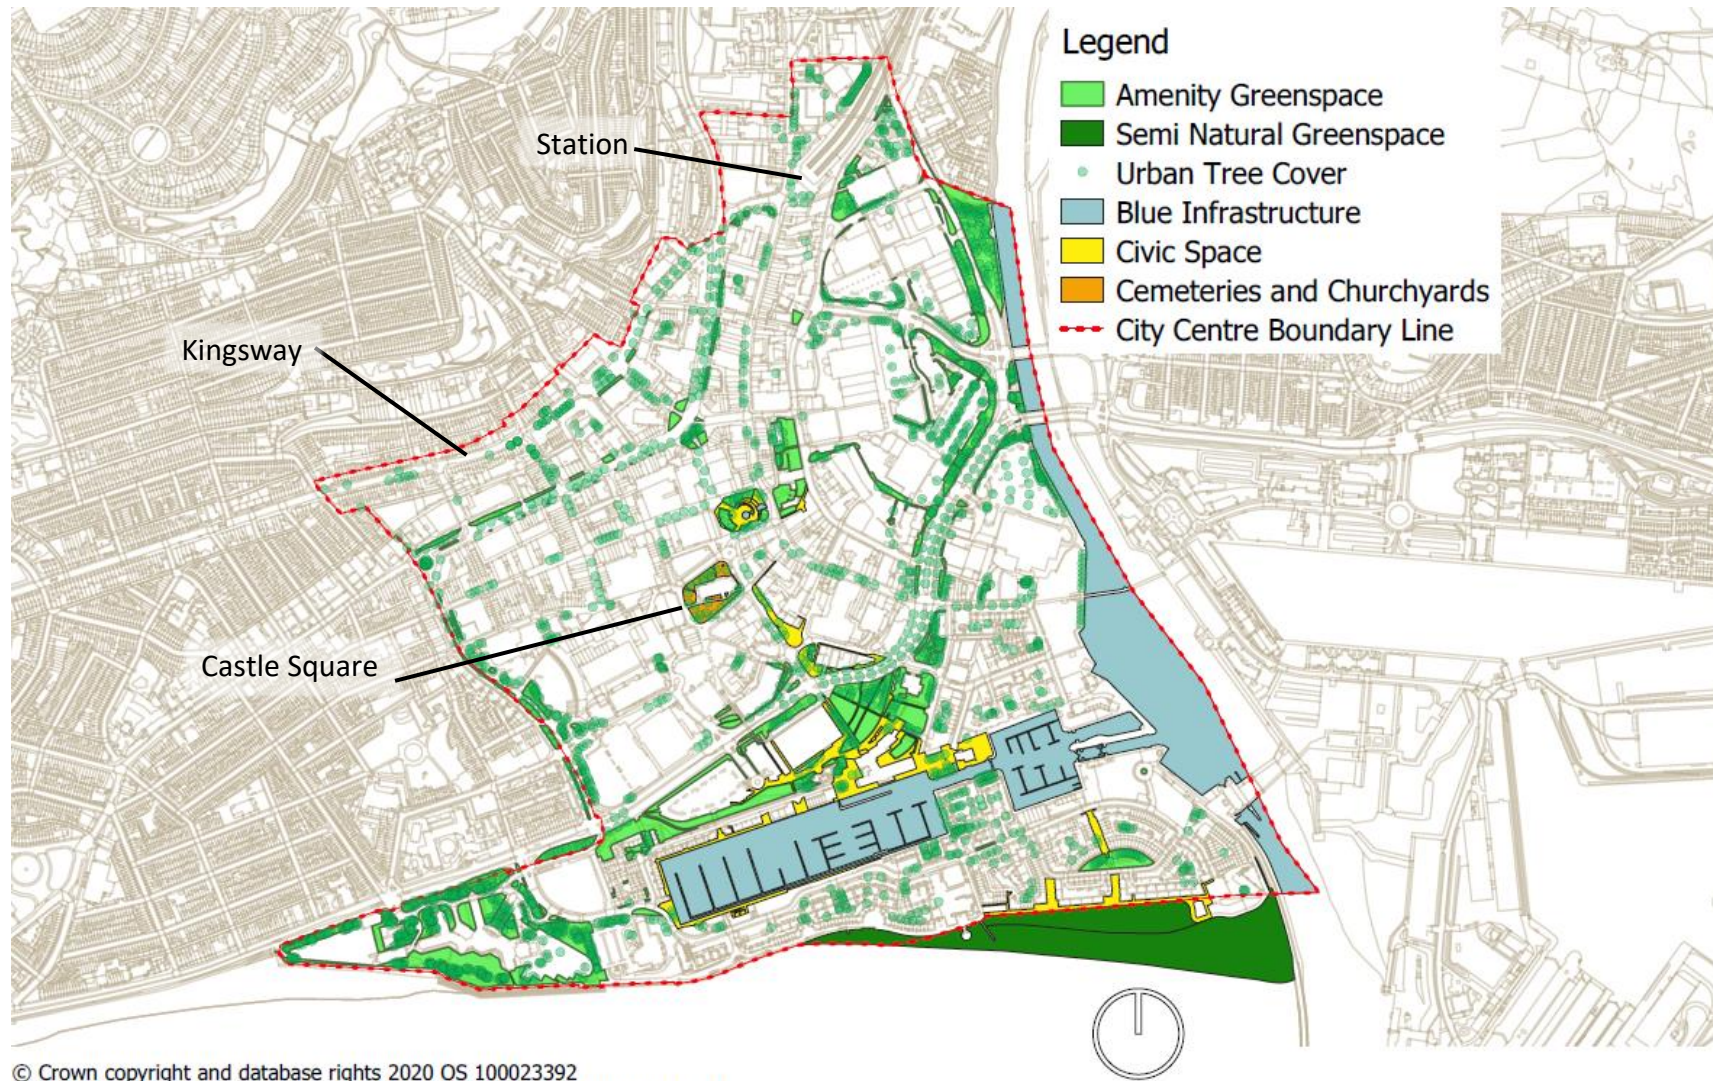 Legend
Amenity Greenspace
Semi Natural Greenspace
Urban Tree Cover
Blue Infrastructure
Civic Space
Cemeteries and Churchyards
City Centre Boundary Line
Station
Kingsway
Castle Square
© Crown copyright and database rights 2020 OS 100023392